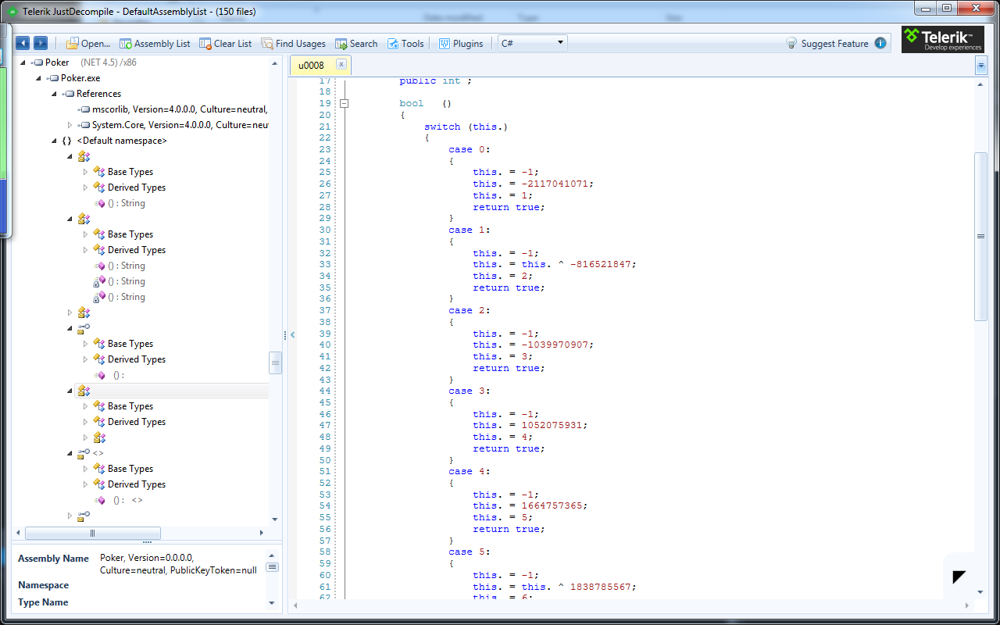 Telerik JustDecompile - DefaultAssemblyList - (150 files)
Open... Assembly List Clear List Find Usages Search Tools Plugins C# Suggest Feature
Telerik
Develop experiences
Poker (NET 4.5) /x86
Poker.exe
References
mscorlib, Version=4.0.0.0, Culture=neutral,
System.Core, Version=4.0.0.0, Culture=neut
{ } <Default namespace>
Base Types
Derived Types
() : String
Base Types
Derived Types
() : String
() : String
() : String
Base Types
Derived Types
() :
Base Types
Derived Types
<>
Base Types
Derived Types
() : <>
Assembly Name Poker, Version=0.0.0.0,
Culture=neutral, PublicKeyToken=null
Namespace
Type Name
u0008 x
17 public int ;
18
19 bool ()
20 {
21 switch (this.)
22 {
23 case 0:
24 {
25 this. = -1;
26 this. = -2117041071;
27 this. = 1;
28 return true;
29 }
30 case 1:
31 {
32 this. = -1;
33 this. = this. ^ -816521847;
34 this. = 2;
35 return true;
36 }
37 case 2:
38 {
39 this. = -1;
40 this. = -1039970907;
41 this. = 3;
42 return true;
43 }
44 case 3:
45 {
46 this. = -1;
47 this. = 1052075931;
48 this. = 4;
49 return true;
50 }
51 case 4:
52 {
53 this. = -1;
54 this. = 1664757365;
55 this. = 5;
56 return true;
57 }
58 case 5:
59 {
60 this. = -1;
61 this. = this. ^ 1838785567;
62 this. = 6;